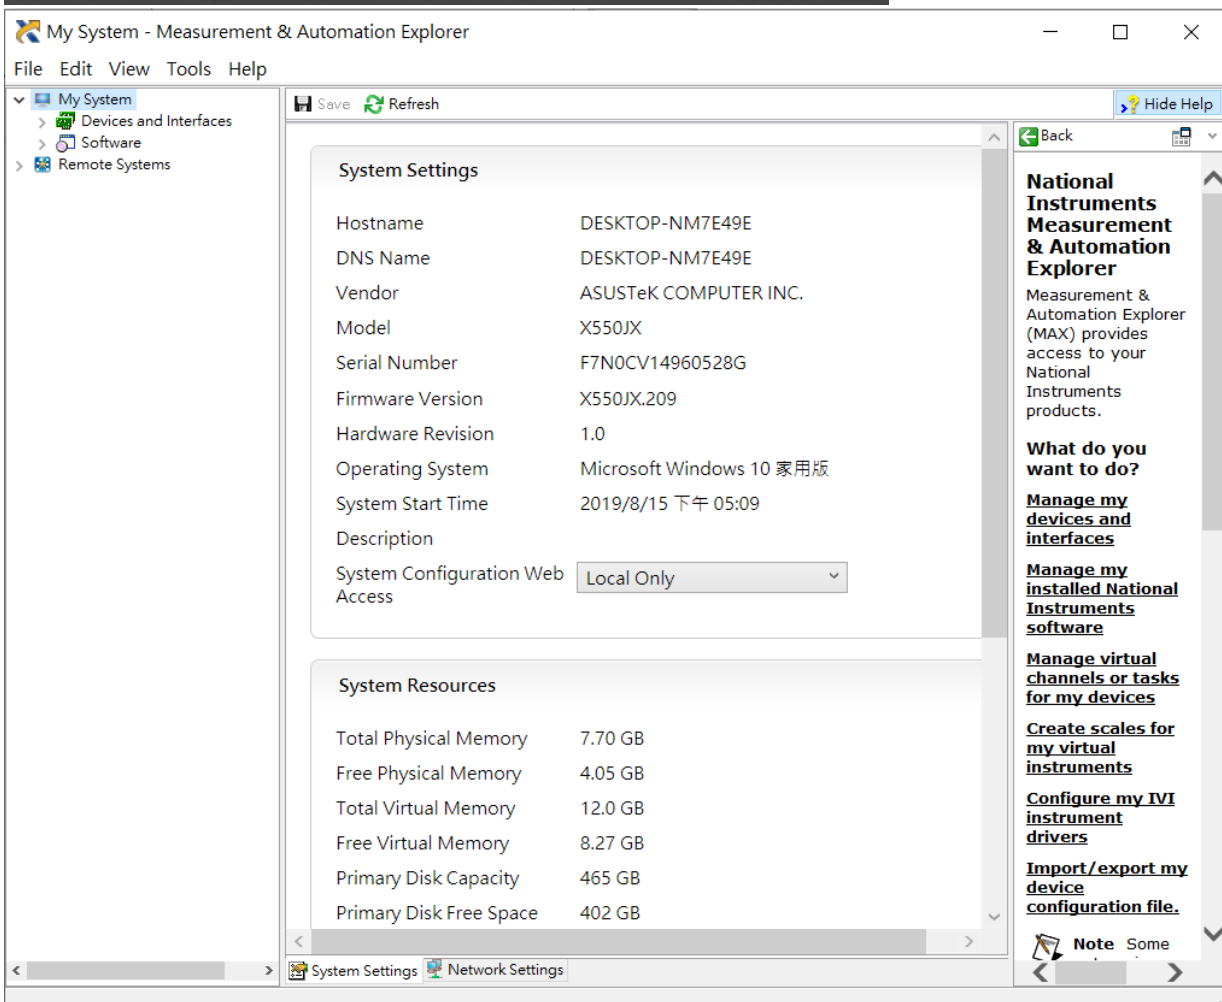 My System - Measurement & Automation Explorer
File Edit View Tools Help
My System
Devices and Interfaces
Software
Remote Systems
Save Refresh
Hide Help
System Settings
Hostname DESKTOP-NM7E49E
DNS Name DESKTOP-NM7E49E
Vendor ASUSTeK COMPUTER INC.
Model X550JX
Serial Number F7N0CV14960528G
Firmware Version X550JX.209
Hardware Revision 1.0
Operating System Microsoft Windows 10 家用版
System Start Time 2019/8/15 下午 05:09
Description
System Configuration Web
Access
Local Only
System Resources
Total Physical Memory 7.70 GB
Free Physical Memory 4.05 GB
Total Virtual Memory 12.0 GB
Free Virtual Memory 8.27 GB
Primary Disk Capacity 465 GB
Primary Disk Free Space 402 GB
System Settings Network Settings
Back
National
Instruments
Measurement
& Automation
Explorer
Measurement &
Automation Explorer
(MAX) provides
access to your
National
Instruments
products.
What do you
want to do?
Manage my
devices and
interfaces
Manage my
installed National
Instruments
software
Manage virtual
channels or tasks
for my devices
Create scales for
my virtual
instruments
Configure my IVI
instrument
drivers
Import/export my
device
configuration file.
Note Some